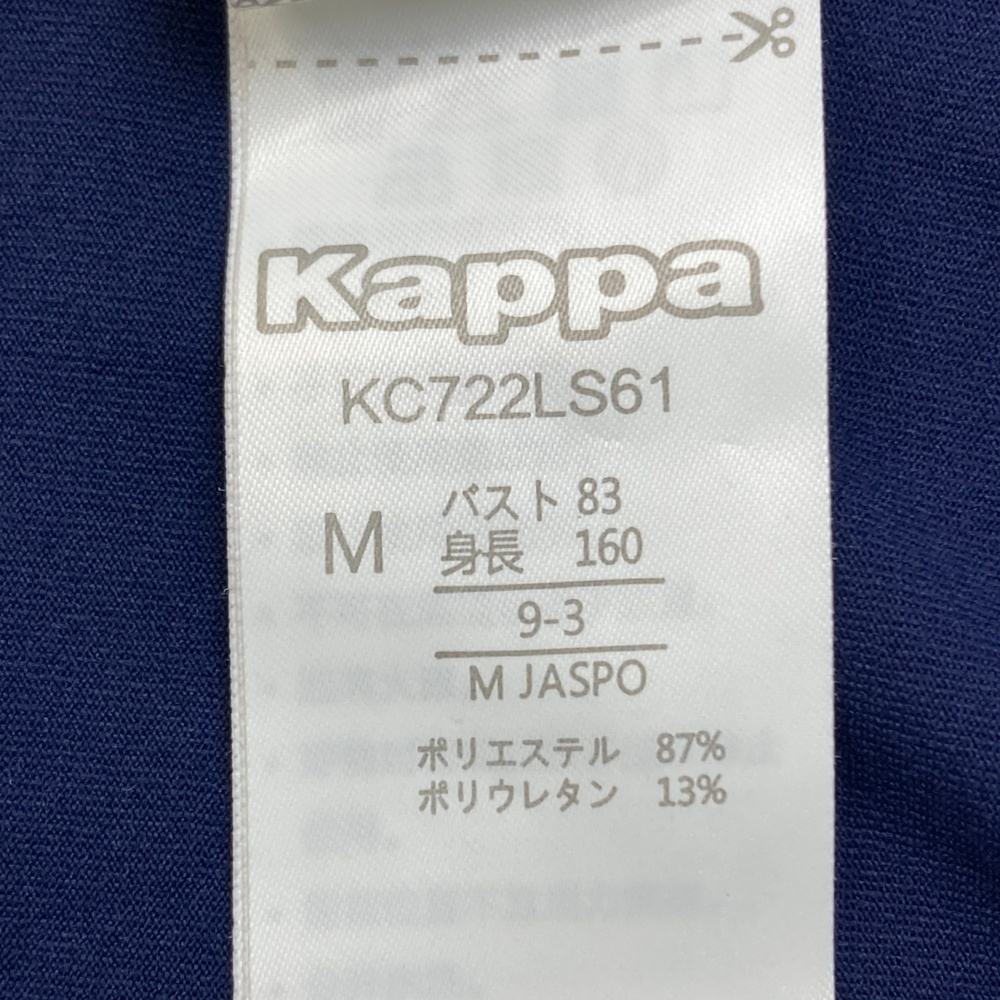 Kappa
KC722LS61
M
バスト 83
身長 160
9-3
M JASPO
ポリエステル 87%
ポリウレタン 13%